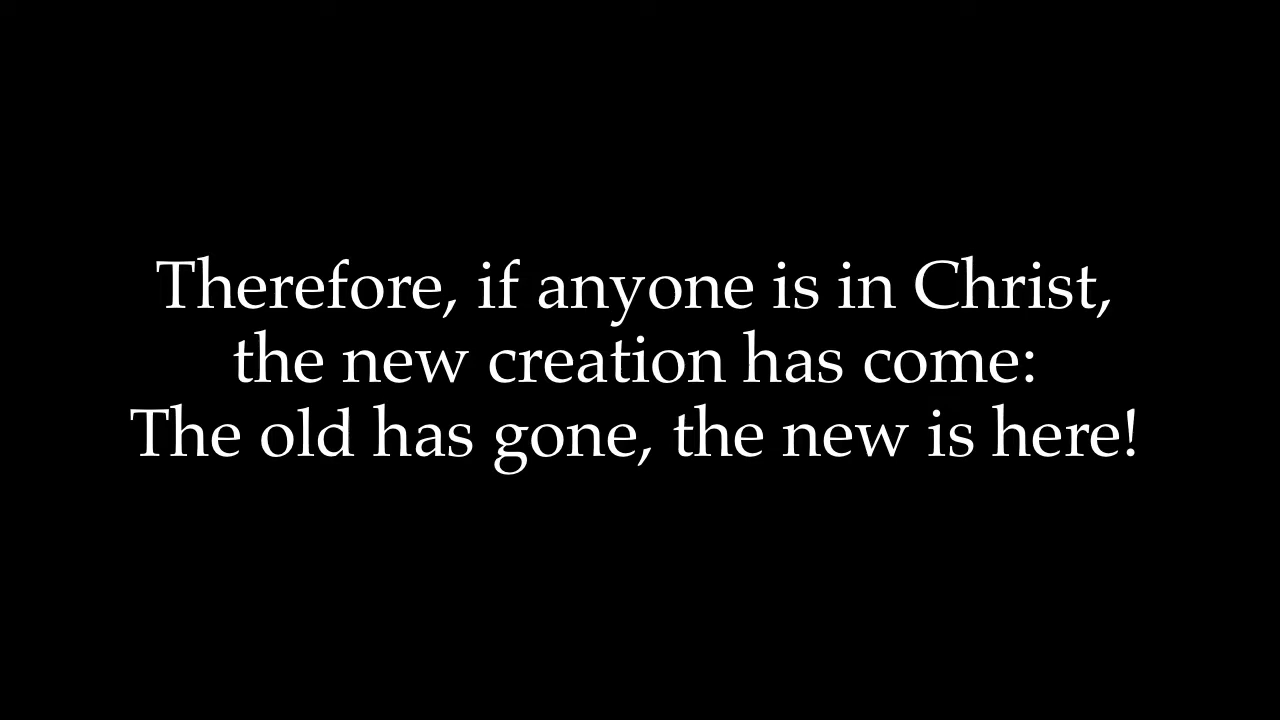 Therefore, if anyone is in Christ,
the new creation has come:
The old has gone, the new is here!